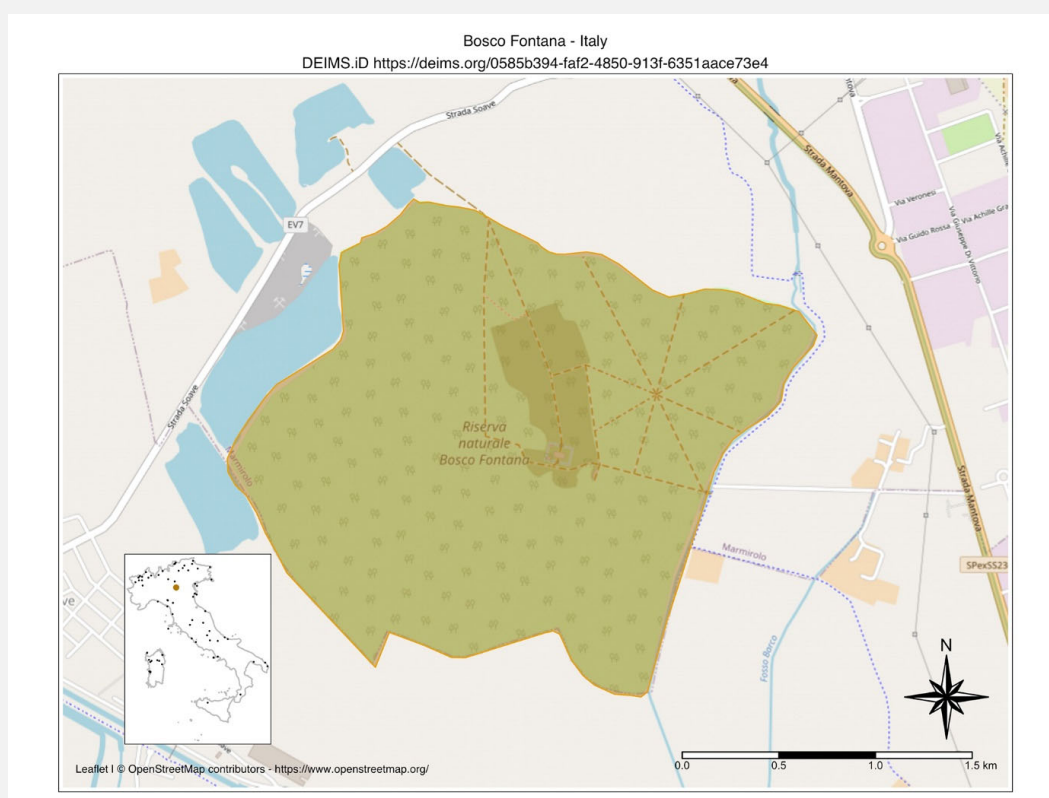 Bosco Fontana - Italy
DEIMS.iD https://deims.org/0585b394-faf2-4850-913f-6351aace73e4
Strada Soave
Strada Mantova
EV7
Via Veronesi
Via Guido Rossa
Via Achille Gra
Via Giuseppe Di Vittorio
Strada Soave
Marmirolo
Riserva
naturale
Bosco Fontana
Strada Mantova
Marmirolo
SPexSS23
Fosso Barco
N
0.0 0.5 1.0 1.5 km
Leaflet | © OpenStreetMap contributors - https://www.openstreetmap.org/